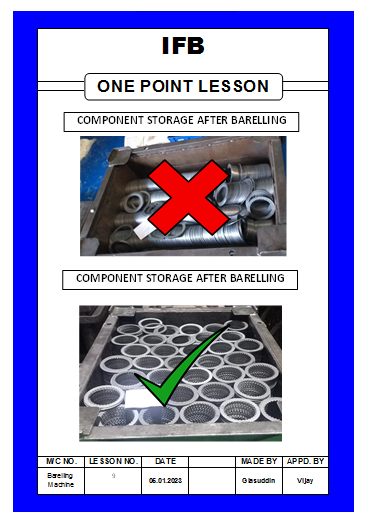 IFB
ONE POINT LESSON
COMPONENT STORAGE AFTER BARELLING
COMPONENT STORAGE AFTER BARELLING
M/C NO. LESSON NO. DATE MADE BY APPD. BY
Barelling Machine 9 05.01.2023 Giasuddin Vijay